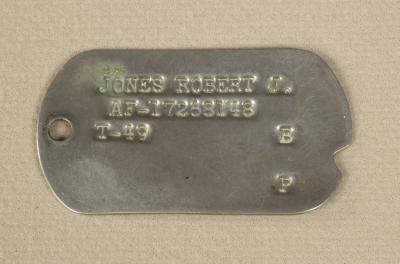 JONES ROBERT J.
AF-17268148
T-49 B
P